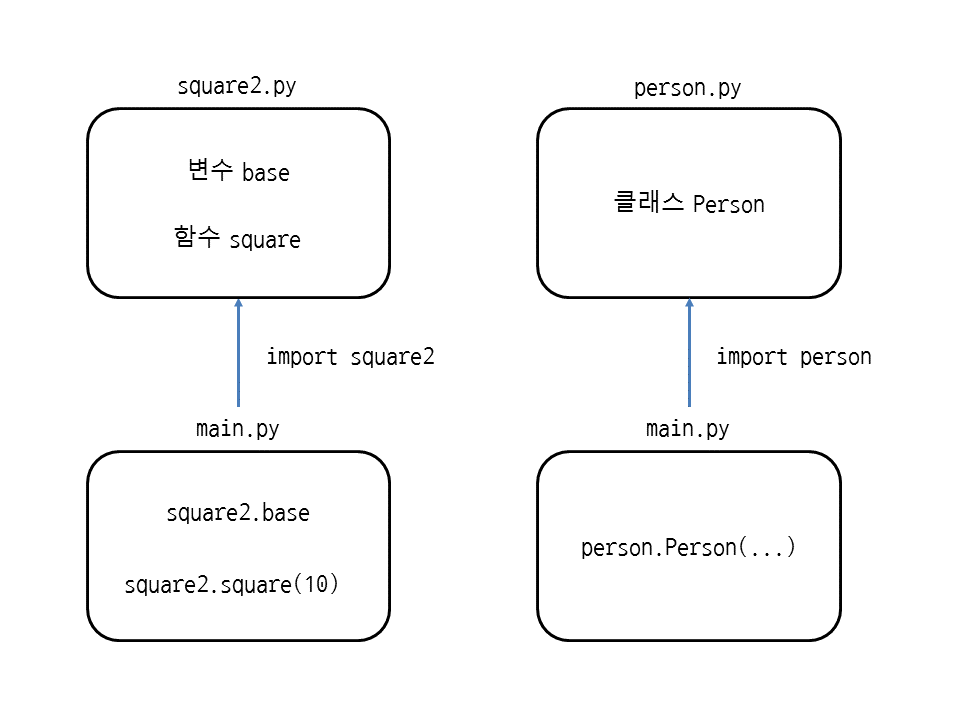 square2.py
변수 base
함수 square
import square2
main.py
square2.base
square2.square(10)
person.py
클래스 Person
import person
main.py
person.Person(...)